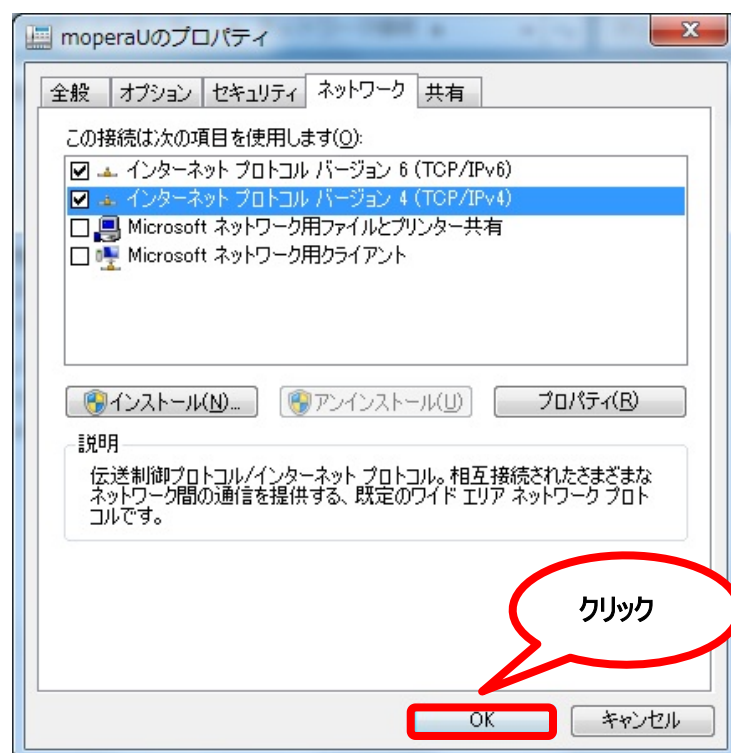 moperaUのプロパティ
全般 オプション セキュリティ ネットワーク 共有
この接続は次の項目を使用します(O):
インターネット プロトコル バージョン 6 (TCP/IPv6)
インターネット プロトコル バージョン 4 (TCP/IPv4)
Microsoft ネットワーク用ファイルとプリンター共有
Microsoft ネットワーク用クライアント
インストール(N)... アンインストール(U) プロパティ(R)
説明
伝送制御プロトコル/インターネット プロトコル。相互接続されたさまざまな
ネットワーク間の通信を提供する、既定のワイド エリア ネットワーク プロト
コルです。
クリック
OK キャンセル